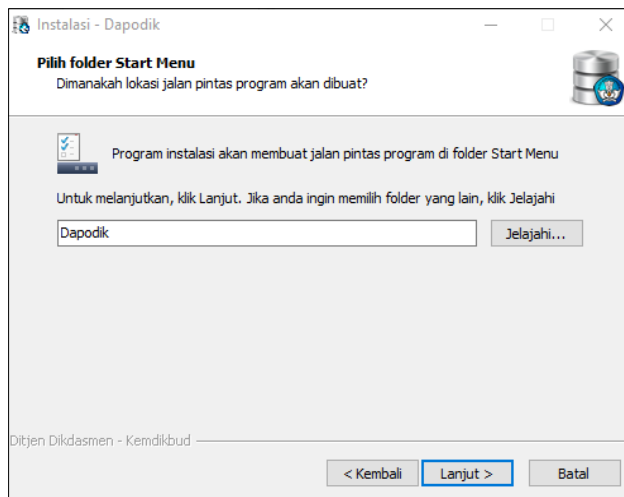 Instalasi - Dapodik
Pilih folder Start Menu
Dimanakah lokasi jalan pintas program akan dibuat?
Program instalasi akan membuat jalan pintas program di folder Start Menu
Untuk melanjutkan, klik Lanjut. Jika anda ingin memilih folder yang lain, klik Jelajahi
Dapodik
Jelajahi...
Ditjen Dikdasmen - Kemdikbud
< Kembali
Lanjut >
Batal